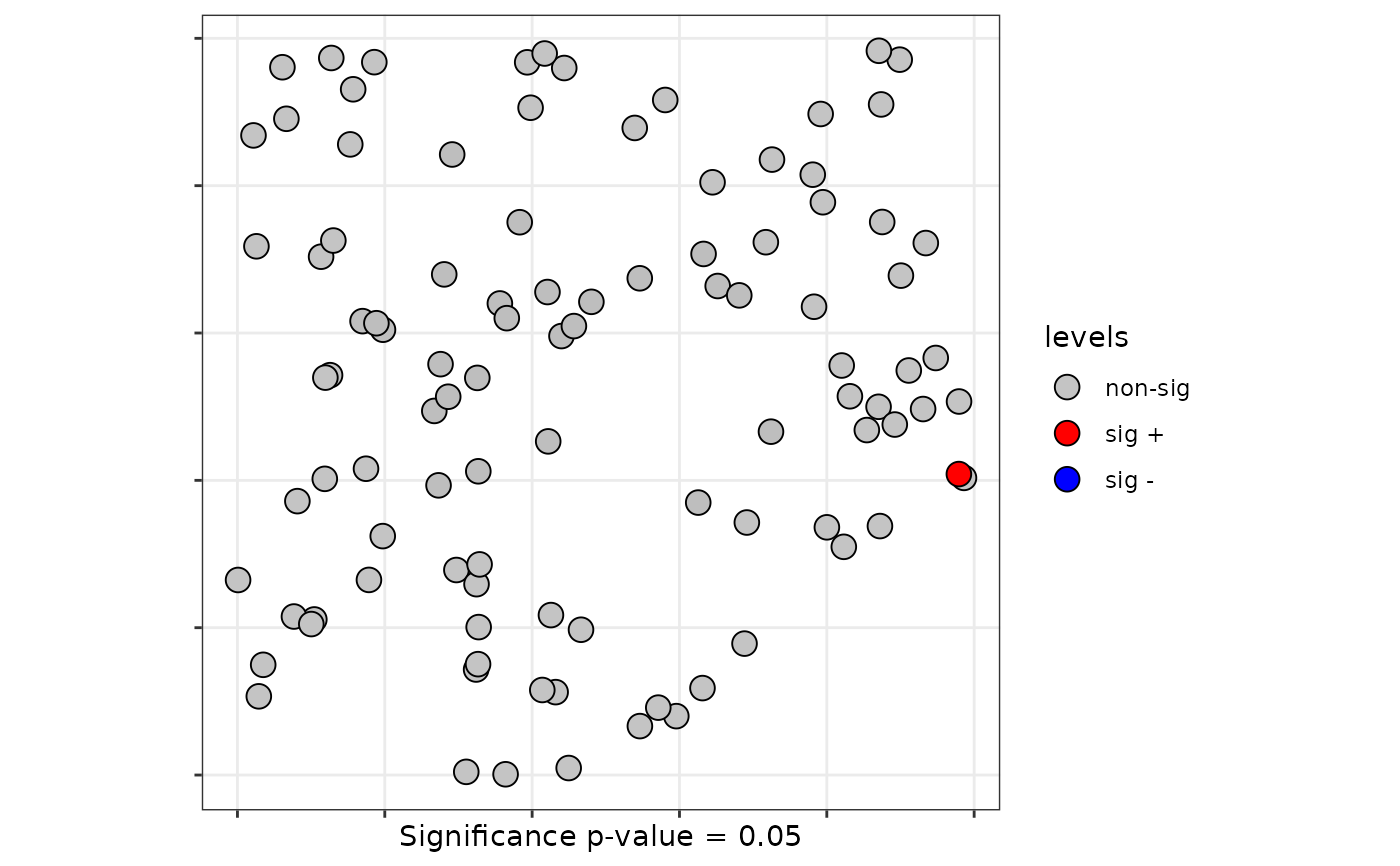 levels
non-sig
sig +
sig -
Significance p-value = 0.05